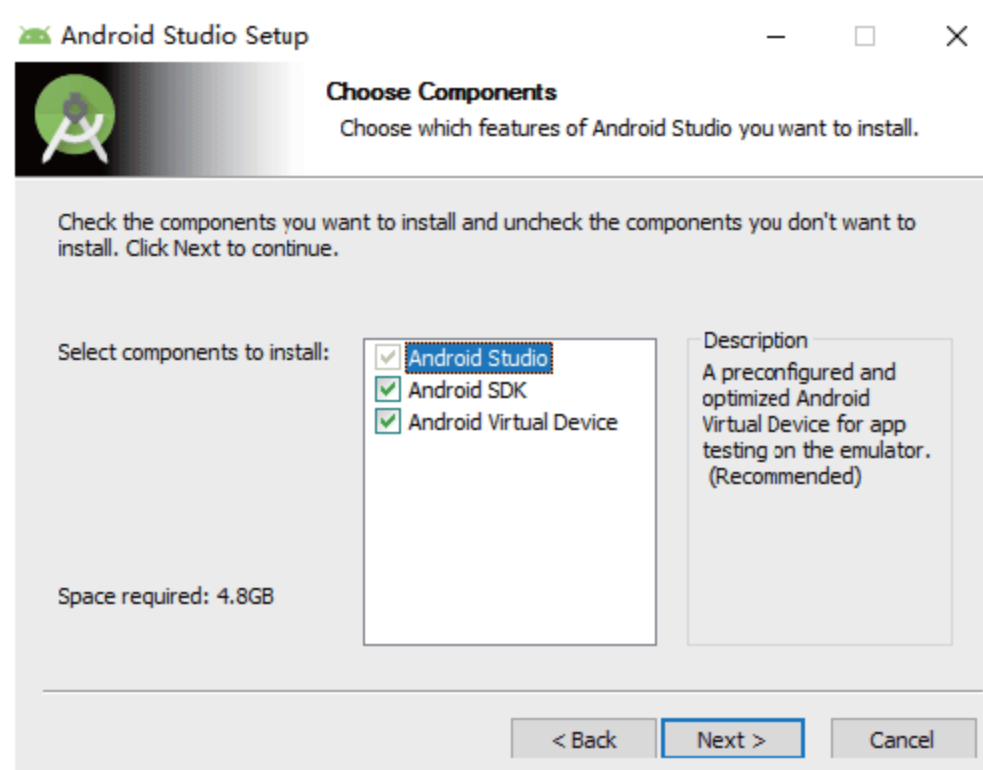 Android Studio Setup
Choose Components
Choose which features of Android Studio you want to install.
Check the components you want to install and uncheck the components you don't want to
install. Click Next to continue.
Select components to install:
Android Studio
Android SDK
Android Virtual Device
Description
A preconfigured and
optimized Android
Virtual Device for app
testing on the emulator.
(Recommended)
Space required: 4.8GB
< Back
Next >
Cancel